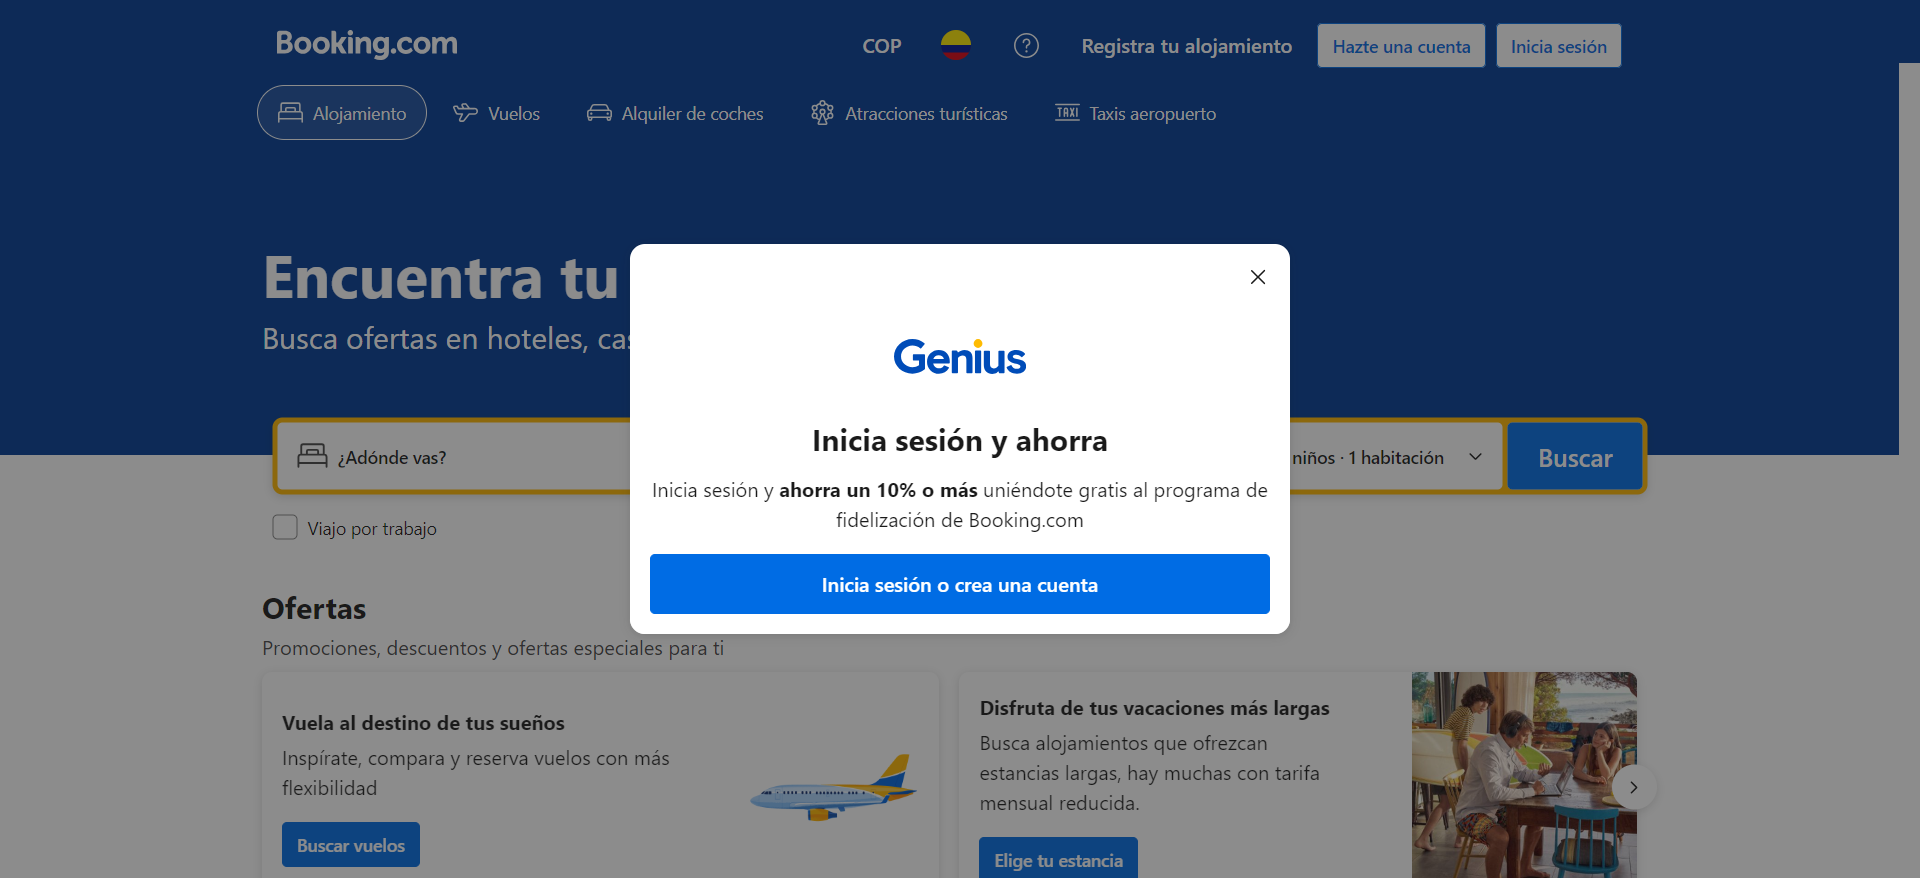 Booking.com
COP
Registra tu alojamiento
Hazte una cuenta
Inicia sesión
Alojamiento
Vuelos
Alquiler de coches
Atracciones turísticas
TAXI
Taxis aeropuerto
Encuentra tu
Busca ofertas en hoteles, cas
¿Adónde vas?
niños · 1 habitación
Buscar
Viajo por trabajo
Genius
Inicia sesión y ahorra
Inicia sesión y ahorra un 10% o más uniéndote gratis al programa de
fidelización de Booking.com
Inicia sesión o crea una cuenta
Ofertas
Promociones, descuentos y ofertas especiales para ti
Vuela al destino de tus sueños
Inspírate, compara y reserva vuelos con más
flexibilidad
Buscar vuelos
Disfruta de tus vacaciones más largas
Busca alojamientos que ofrezcan
estancias largas, hay muchas con tarifa
mensual reducida.
Elige tu estancia